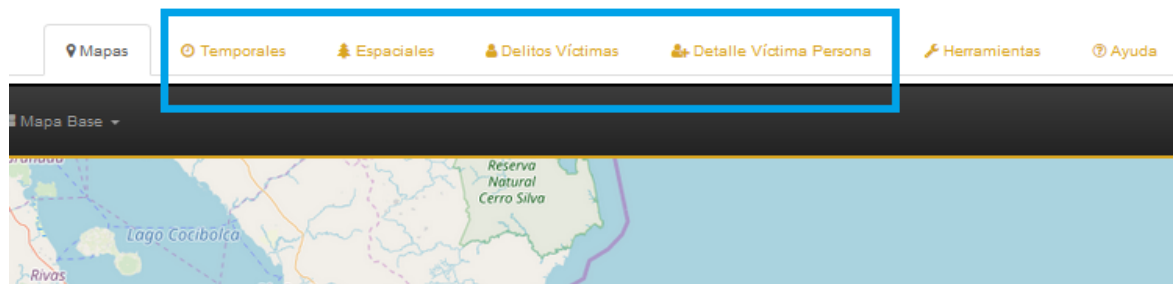 Mapas Temporales Espaciales Delitos Víctimas Detalle Víctima Persona Herramientas Ayuda
Mapa Base
Reserva
Natural
Cerro Silva
Lago Cocibolca
Rivas